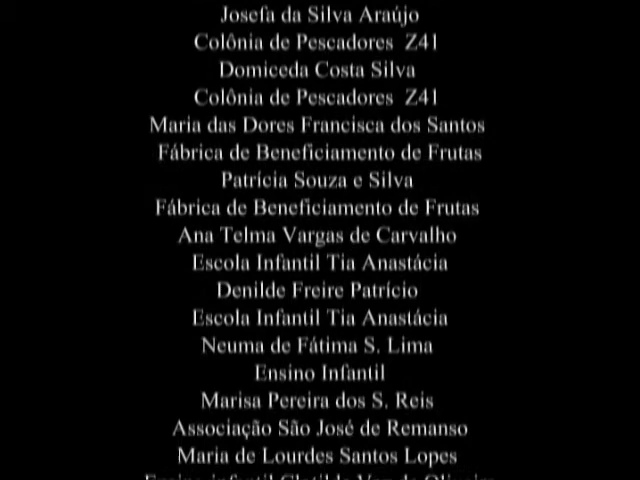 Josefa da Silva Araújo
Colônia de Pescadores Z41
Domiceda Costa Silva
Colônia de Pescadores Z41
Maria das Dores Francisca dos Santos
Fábrica de Beneficiamento de Frutas
Patrícia Souza e Silva
Fábrica de Beneficiamento de Frutas
Ana Telma Vargas de Carvalho
Escola Infantil Tia Anastácia
Denilde Freire Patrício
Escola Infantil Tia Anastácia
Neuma de Fátima S. Lima
Ensino Infantil
Marisa Pereira dos S. Reis
Associação São José de Remanso
Maria de Lourdes Santos Lopes